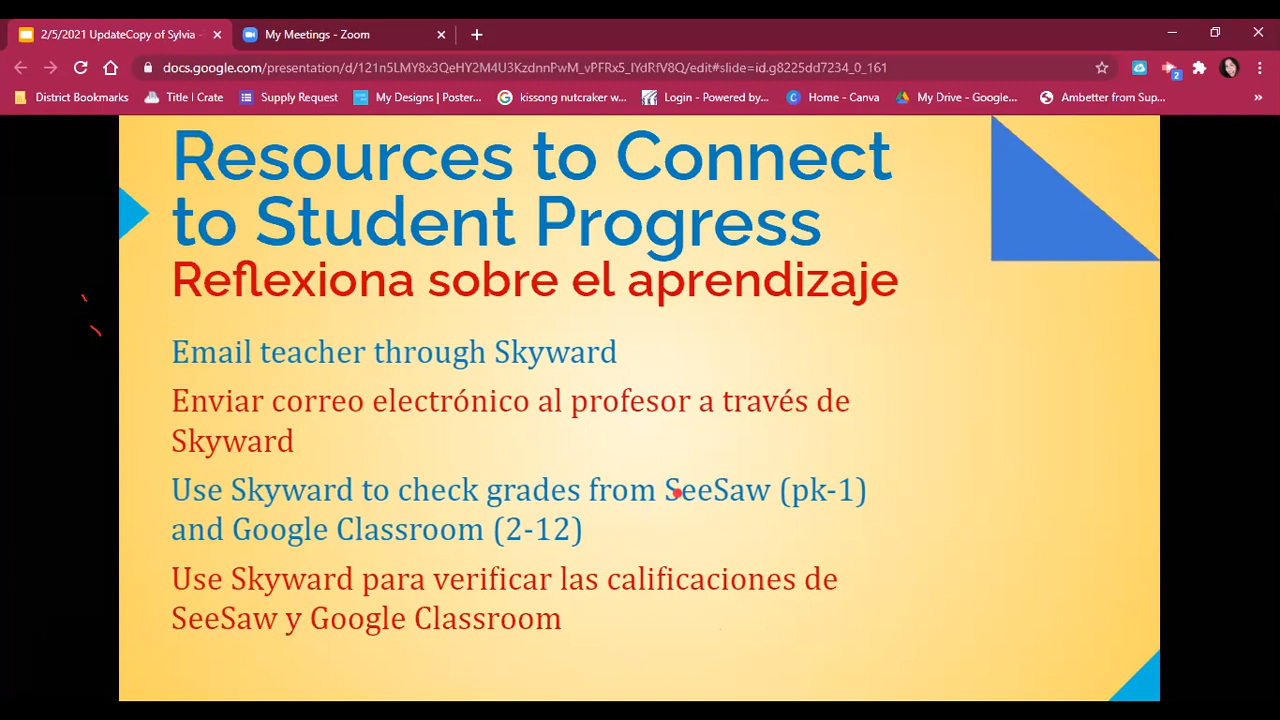 2/5/2021 UpdateCopy of Sylvia -
My Meetings - Zoom
docs.google.com/presentation/d/121n5LMY8x3QeHY2M4U3KzdnnPwM_vPFRx5_IYdRfV8Q/edit#slide=id.g8225dd7234_0_161
2
District Bookmarks
Title I Crate
Supply Request
My Designs | Poster...
kissong nutcraker w...
Login - Powered by...
Home - Canva
My Drive - Google...
Ambetter from Sup...
Resources to Connect
to Student Progress
Reflexiona sobre el aprendizaje
Email teacher through Skyward
Enviar correo electrónico al profesor a través de
Skyward
Use Skyward to check grades from SeeSaw (pk-1)
and Google Classroom (2-12)
Use Skyward para verificar las calificaciones de
SeeSaw y Google Classroom